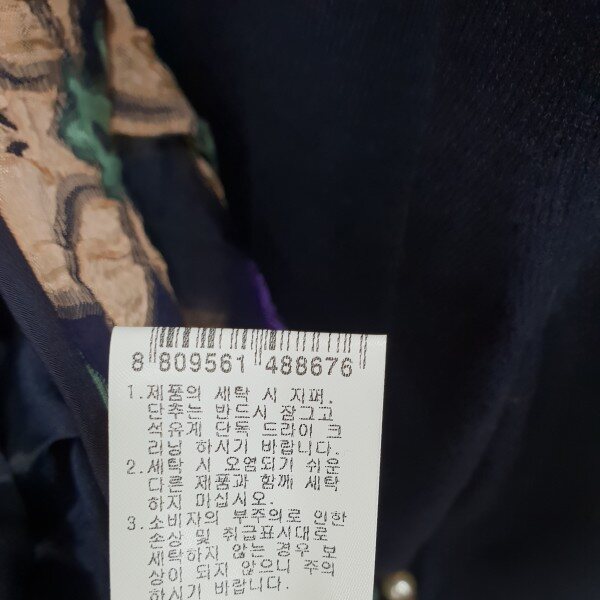 8 809561 488676
1. 제품의 세탁 시 지퍼.
단추는 반드시 잠그고
석유계 단독 드라이 크
리닝 하시기 바랍니다.
2. 세탁 시 오염되기 쉬운
다른 제품과 함께 세탁
하지 마십시오.
3. 소비자의 부주의로 인한
손상 및 취급표시대로
세탁하지 않는 경우 보
상이 되지 않으니 주의
하시기 바랍니다.